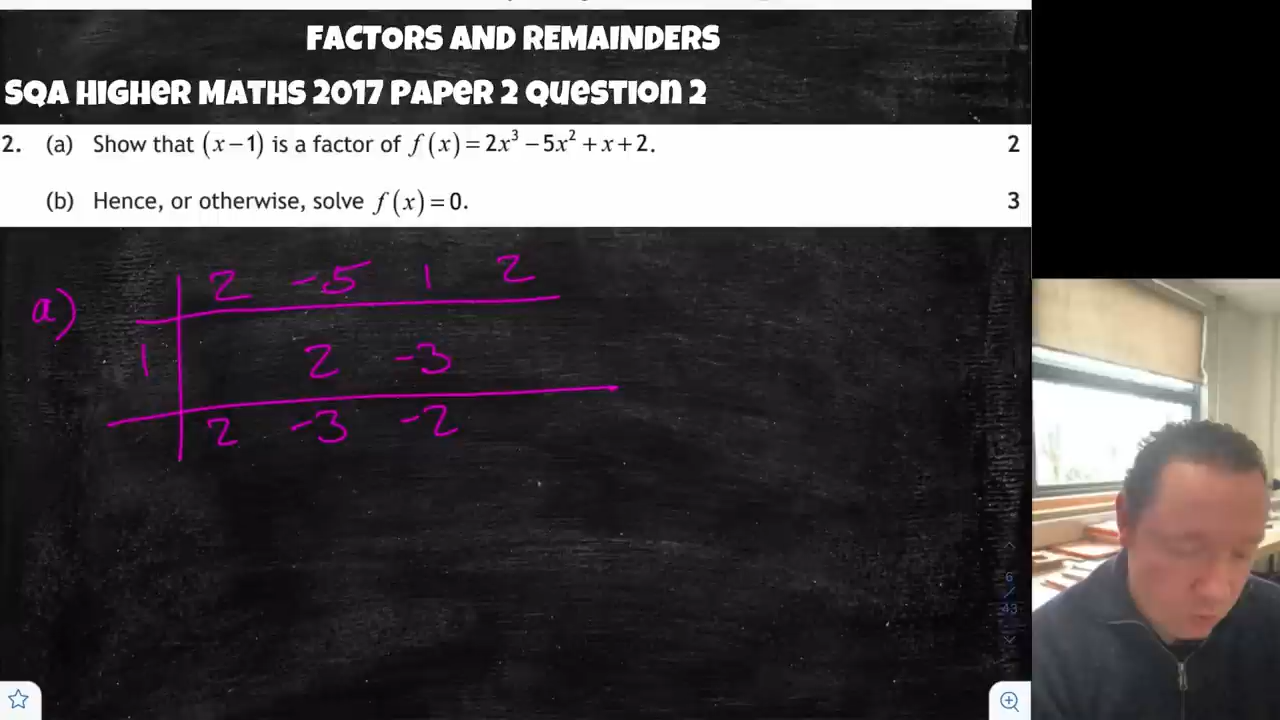 FACTORS AND REMAINDERS
SQA HIGHER MATHS 2017 PAPER 2 QUESTION 2
2. (a) Show that (x−1) is a factor of f(x)=2x³−5x²+x+2. 2
(b) Hence, or otherwise, solve f(x)=0. 3
a) 2 -5 1 2
1 2 -3
2 -3 -2
6
/
43